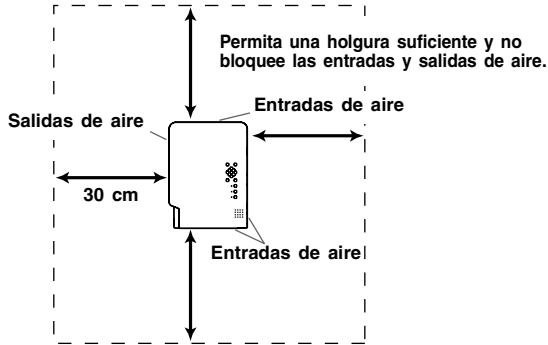 Permita una holgura suficiente y no
bloquee las entradas y salidas de aire.
Entradas de aire
Salidas de aire
30 cm
Entradas de aire